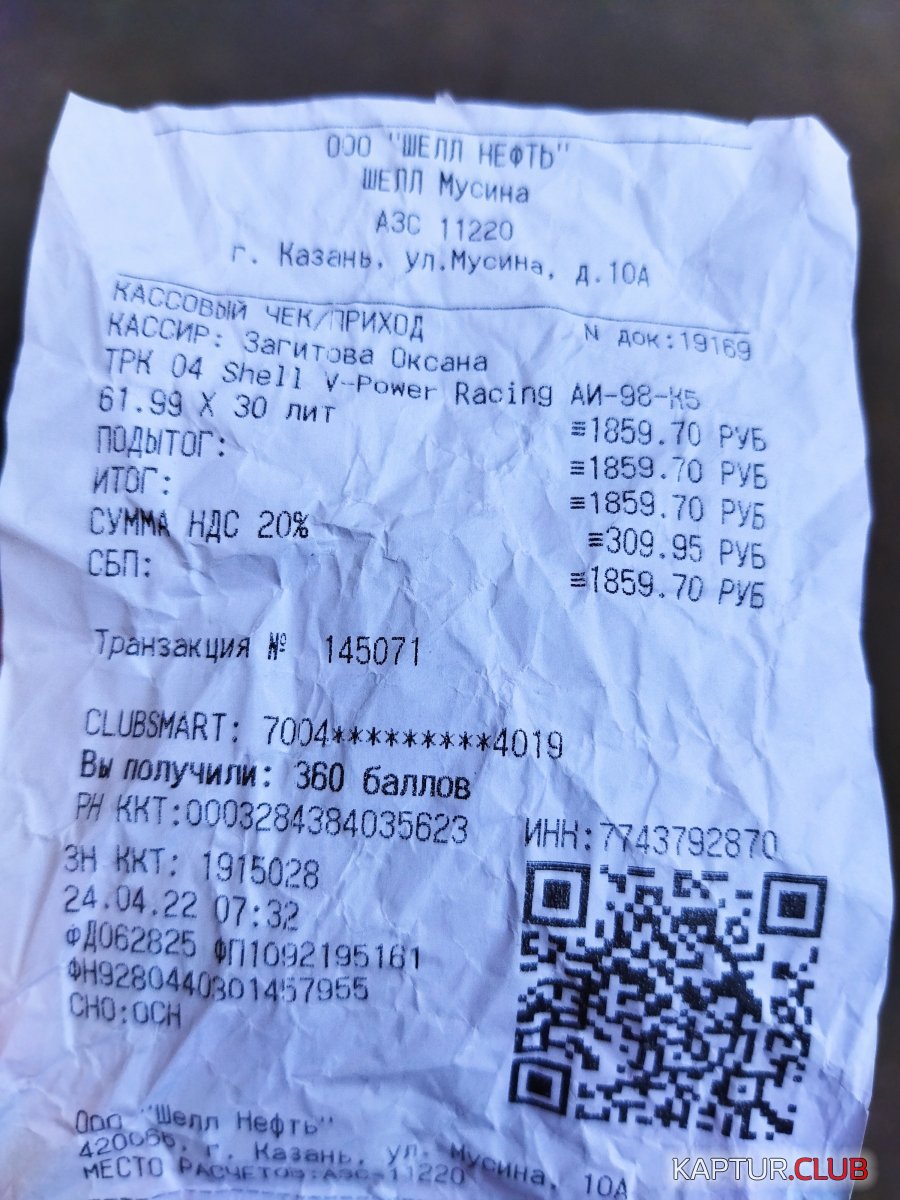 ООО "ШЕЛЛ НЕФТЬ"
ШЕЛЛ Мусина
АЗС 11220
г. Казань, ул.Мусина, д.10А
КАССОВЫЙ ЧЕК/ПРИХОД N док:19169
КАССИР: Загитова Оксана
ТРК 04 Shell V-Power Racing АИ-98-К5
61.99 X 30 лит ≡1859.70 РУБ
ПОДЫТОГ: ≡1859.70 РУБ
ИТОГ: ≡1859.70 РУБ
СУММА НДС 20% ≡309.95 РУБ
СБП: ≡1859.70 РУБ
Транзакция № 145071
CLUBSMART: 7004*********4019
Вы получили: 360 баллов
РН ККТ:0003284384035623 ИНН:7743792870
ЗН ККТ: 1915028
24.04.22 07:32
ФД062825 ФП1092195161
ФН9280440301457955
СНО:ОСН
Ооо "Шелл Нефть"
420066, г. Казань, ул. Мусина, 10А
МЕСТО РАСЧЕТОВ:АЗС-11220
KAPTUR.CLUB